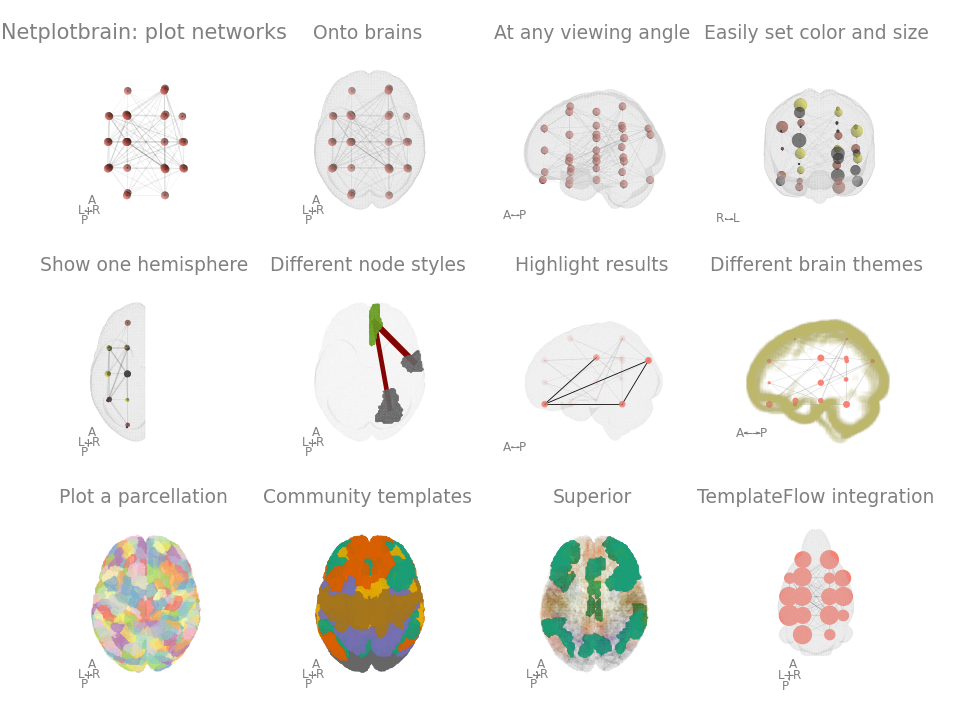 Netplotbrain: plot networks
Onto brains
At any viewing angle
Easily set color and size
A
L R
P
A
L R
P
A P
R L
Show one hemisphere
Different node styles
Highlight results
Different brain themes
A
L R
P
A
L R
P
A P
A P
Plot a parcellation
Community templates
Superior
TemplateFlow integration
A
L R
P
A
L R
P
A
L R
P
A
L R
P